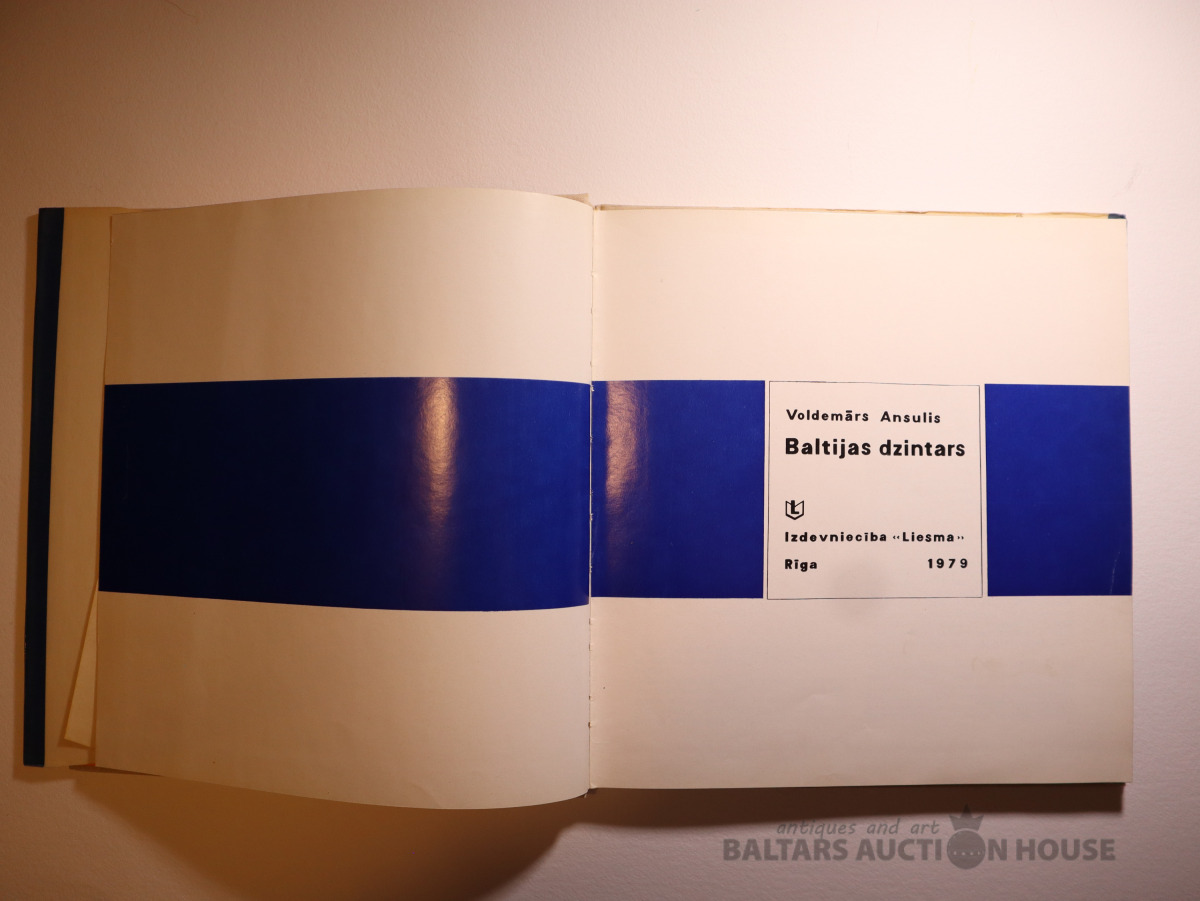 Voldemārs Ansulis
Baltijas dzintars
L
Izdevniecība «Liesma»
Rīga 1979
antiques and art
BALTARS AUCTION HOUSE